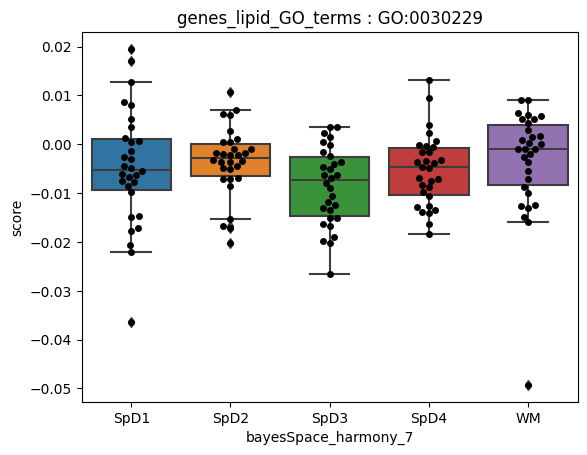 genes_lipid_GO_terms : GO:0030229
0.02
0.01
0.00
−0.01
−0.02
−0.03
−0.04
−0.05
score
SpD1 SpD2 SpD3 SpD4 WM
bayesSpace_harmony_7